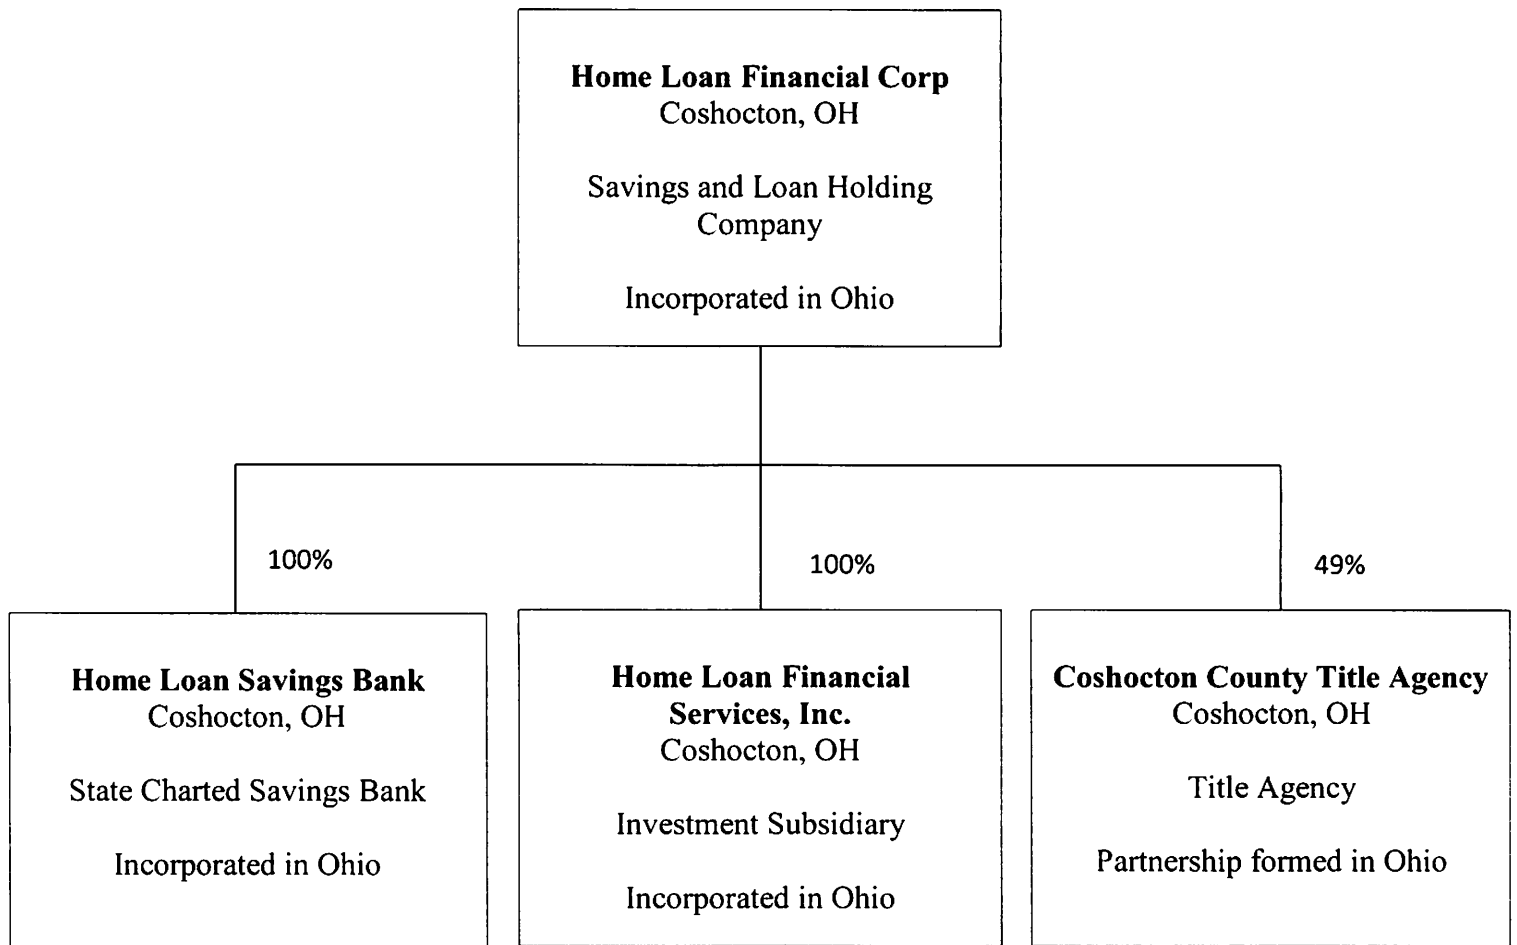 Home Loan Financial Corp
Coshocton, OH
Savings and Loan Holding
Company
Incorporated in Ohio
100%
100%
49%
Home Loan Savings Bank
Coshocton, OH
State Charted Savings Bank
Incorporated in Ohio
Home Loan Financial
Services, Inc.
Coshocton, OH
Investment Subsidiary
Incorporated in Ohio
Coshocton County Title Agency
Coshocton, OH
Title Agency
Partnership formed in Ohio